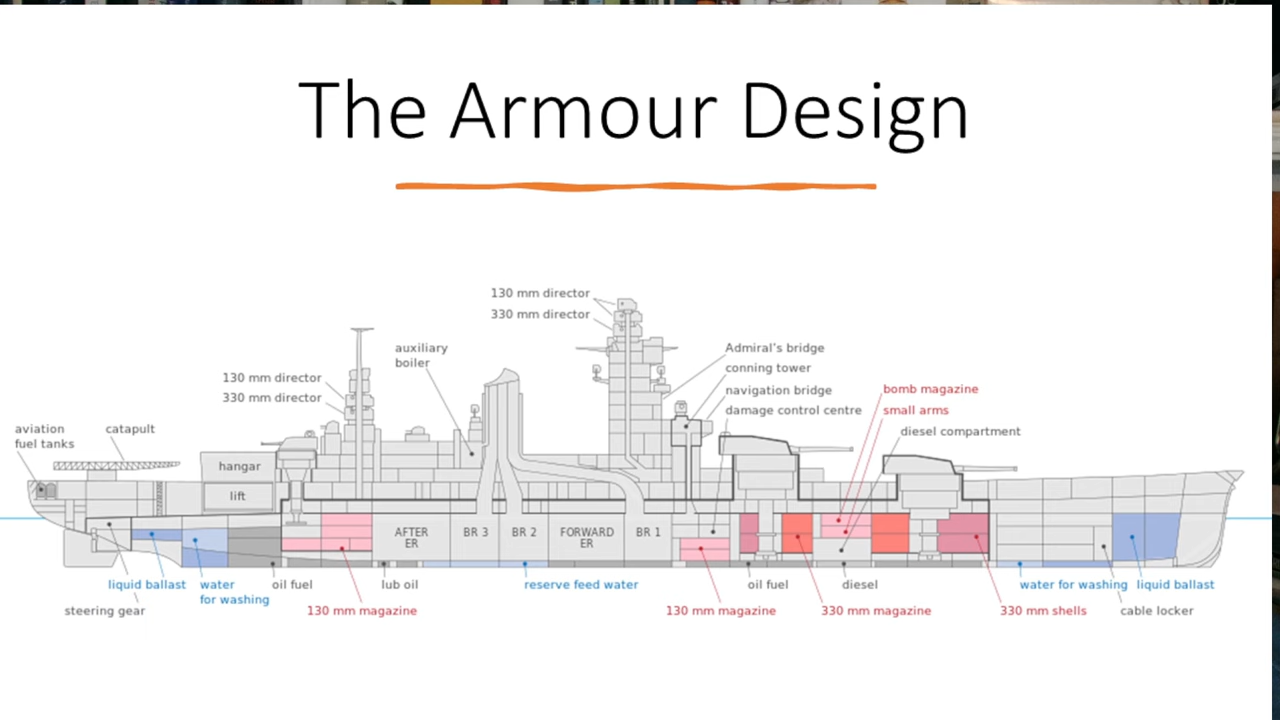 The Armour Design
130 mm director
330 mm director
auxiliary
boiler
Admiral’s bridge
conning tower
navigation bridge
damage control centre
130 mm director
330 mm director
bomb magazine
small arms
diesel compartment
aviation
fuel tanks
catapult
hangar
lift
AFTER
ER
BR 3
BR 2
FORWARD
ER
BR 1
liquid ballast
water
for washing
oil fuel
lub oil
reserve feed water
oil fuel
diesel
water for washing
liquid ballast
steering gear
130 mm magazine
130 mm magazine
330 mm magazine
330 mm shells
cable locker